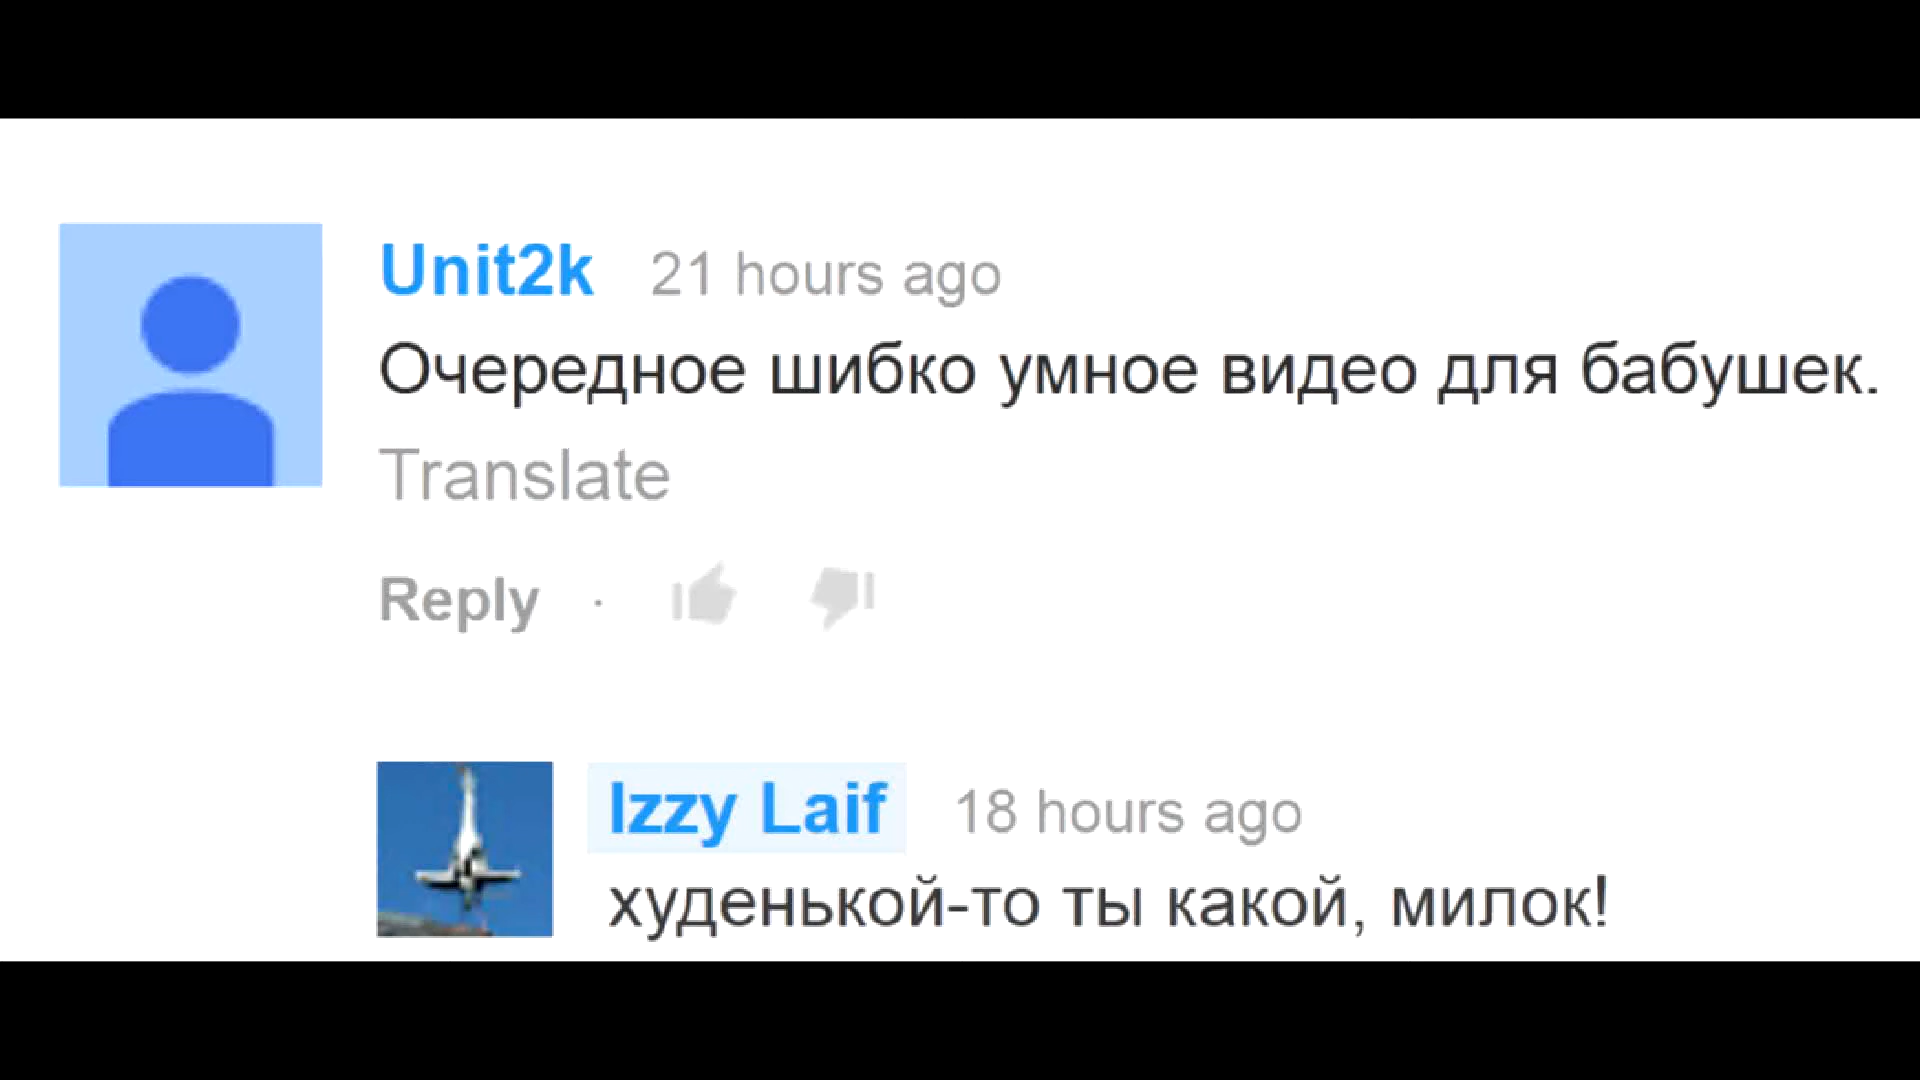 Unit2k 21 hours ago
Очередное шибко умное видео для бабушек.
Translate
Reply ·
Izzy Laif 18 hours ago
худенькой-то ты какой, милок!